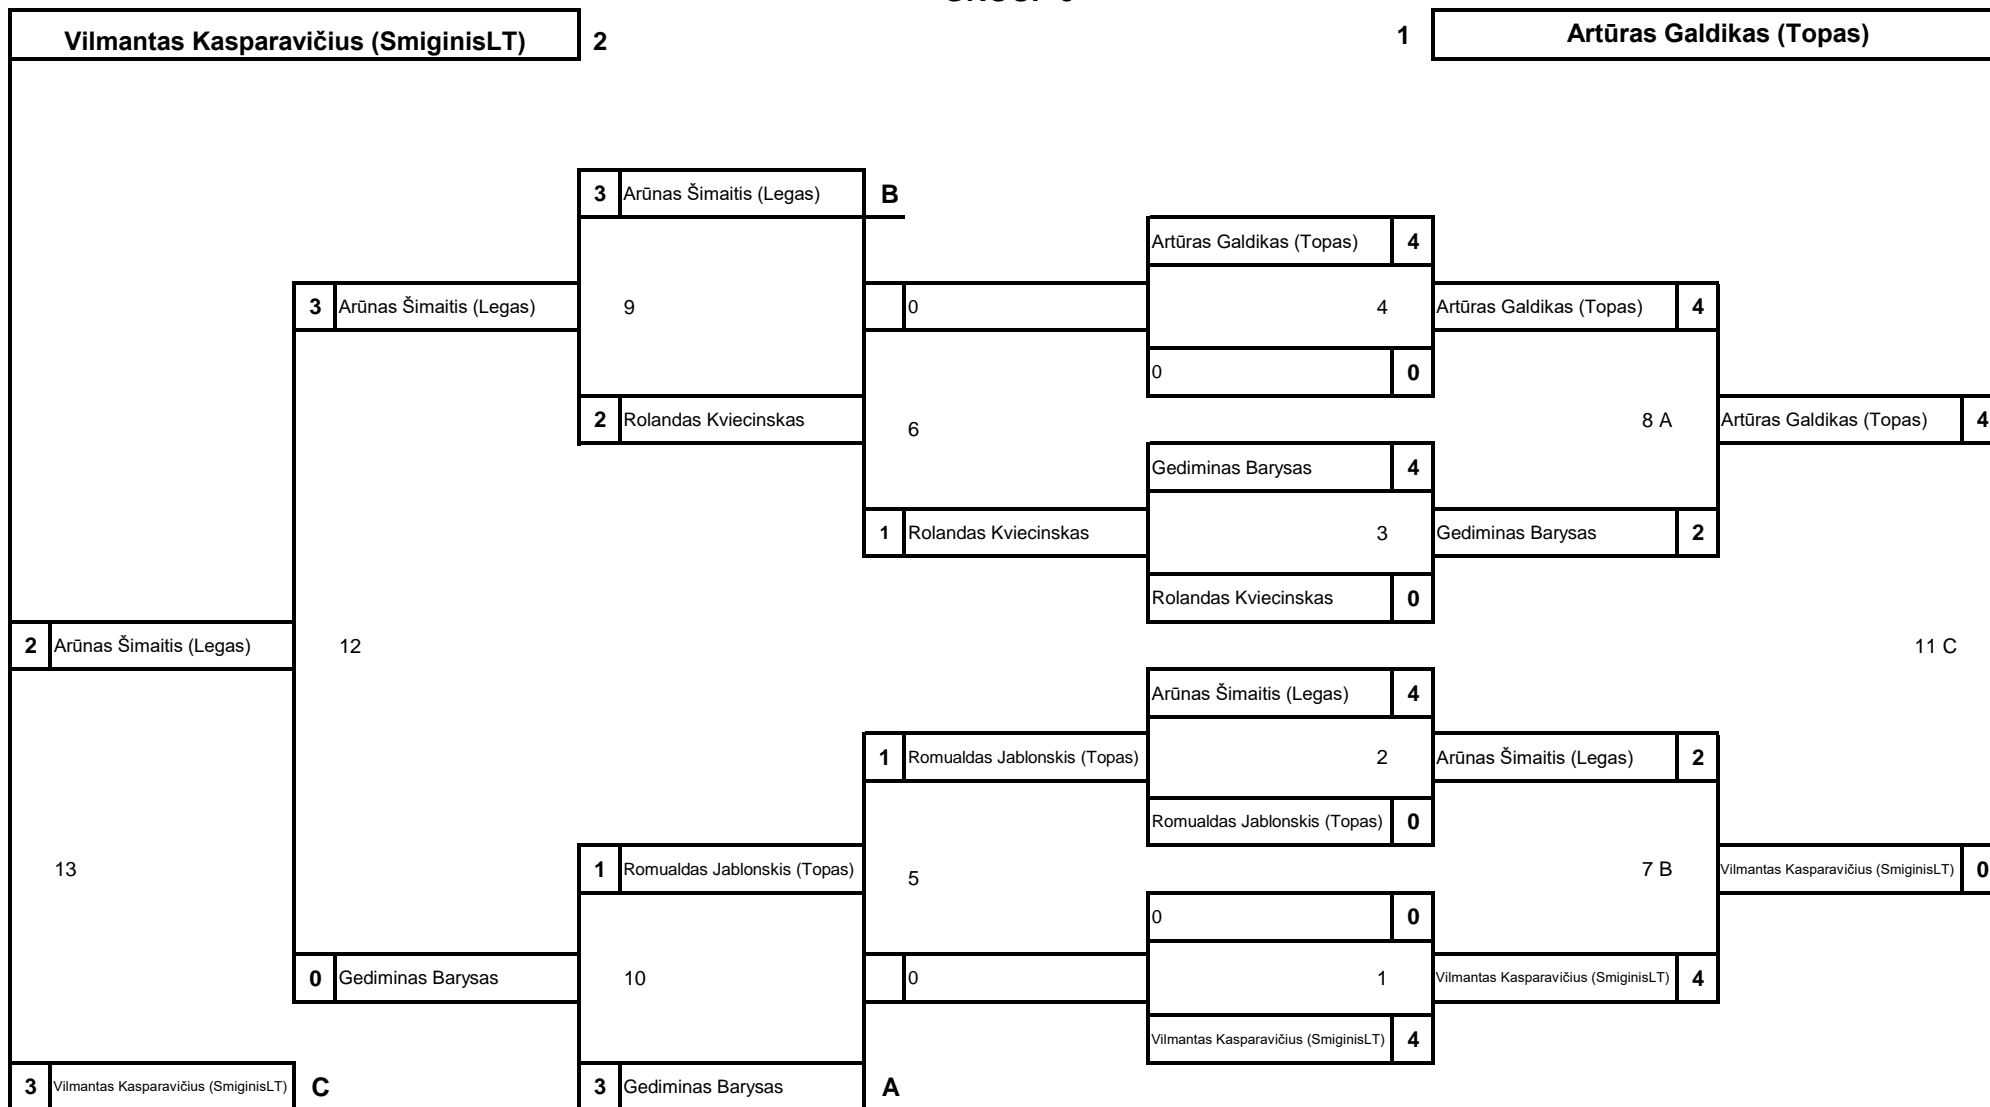 Vilmantas Kasparavičius (SmiginisLT) 2 1 Artūras Galdikas (Topas)
3 Arūnas Šimaitis (Legas) B
Artūras Galdikas (Topas) 4
3 Arūnas Šimaitis (Legas) 9 0 4 Artūras Galdikas (Topas) 4
0 0
2 Rolandas Kviecinskas 6 8 A Artūras Galdikas (Topas) 4
Gediminas Barysas 4
1 Rolandas Kviecinskas 3 Gediminas Barysas 2
Rolandas Kviecinskas 0
2 Arūnas Šimaitis (Legas) 12 11 C
Arūnas Šimaitis (Legas) 4
1 Romualdas Jablonskis (Topas) 2 Arūnas Šimaitis (Legas) 2
Romualdas Jablonskis (Topas) 0
13 1 Romualdas Jablonskis (Topas) 5 7 B Vilmantas Kasparavičius (SmiginisLT) 0
0 0
0 Gediminas Barysas 10 0 1 Vilmantas Kasparavičius (SmiginisLT) 4
Vilmantas Kasparavičius (SmiginisLT) 4
3 Vilmantas Kasparavičius (SmiginisLT) C 3 Gediminas Barysas A